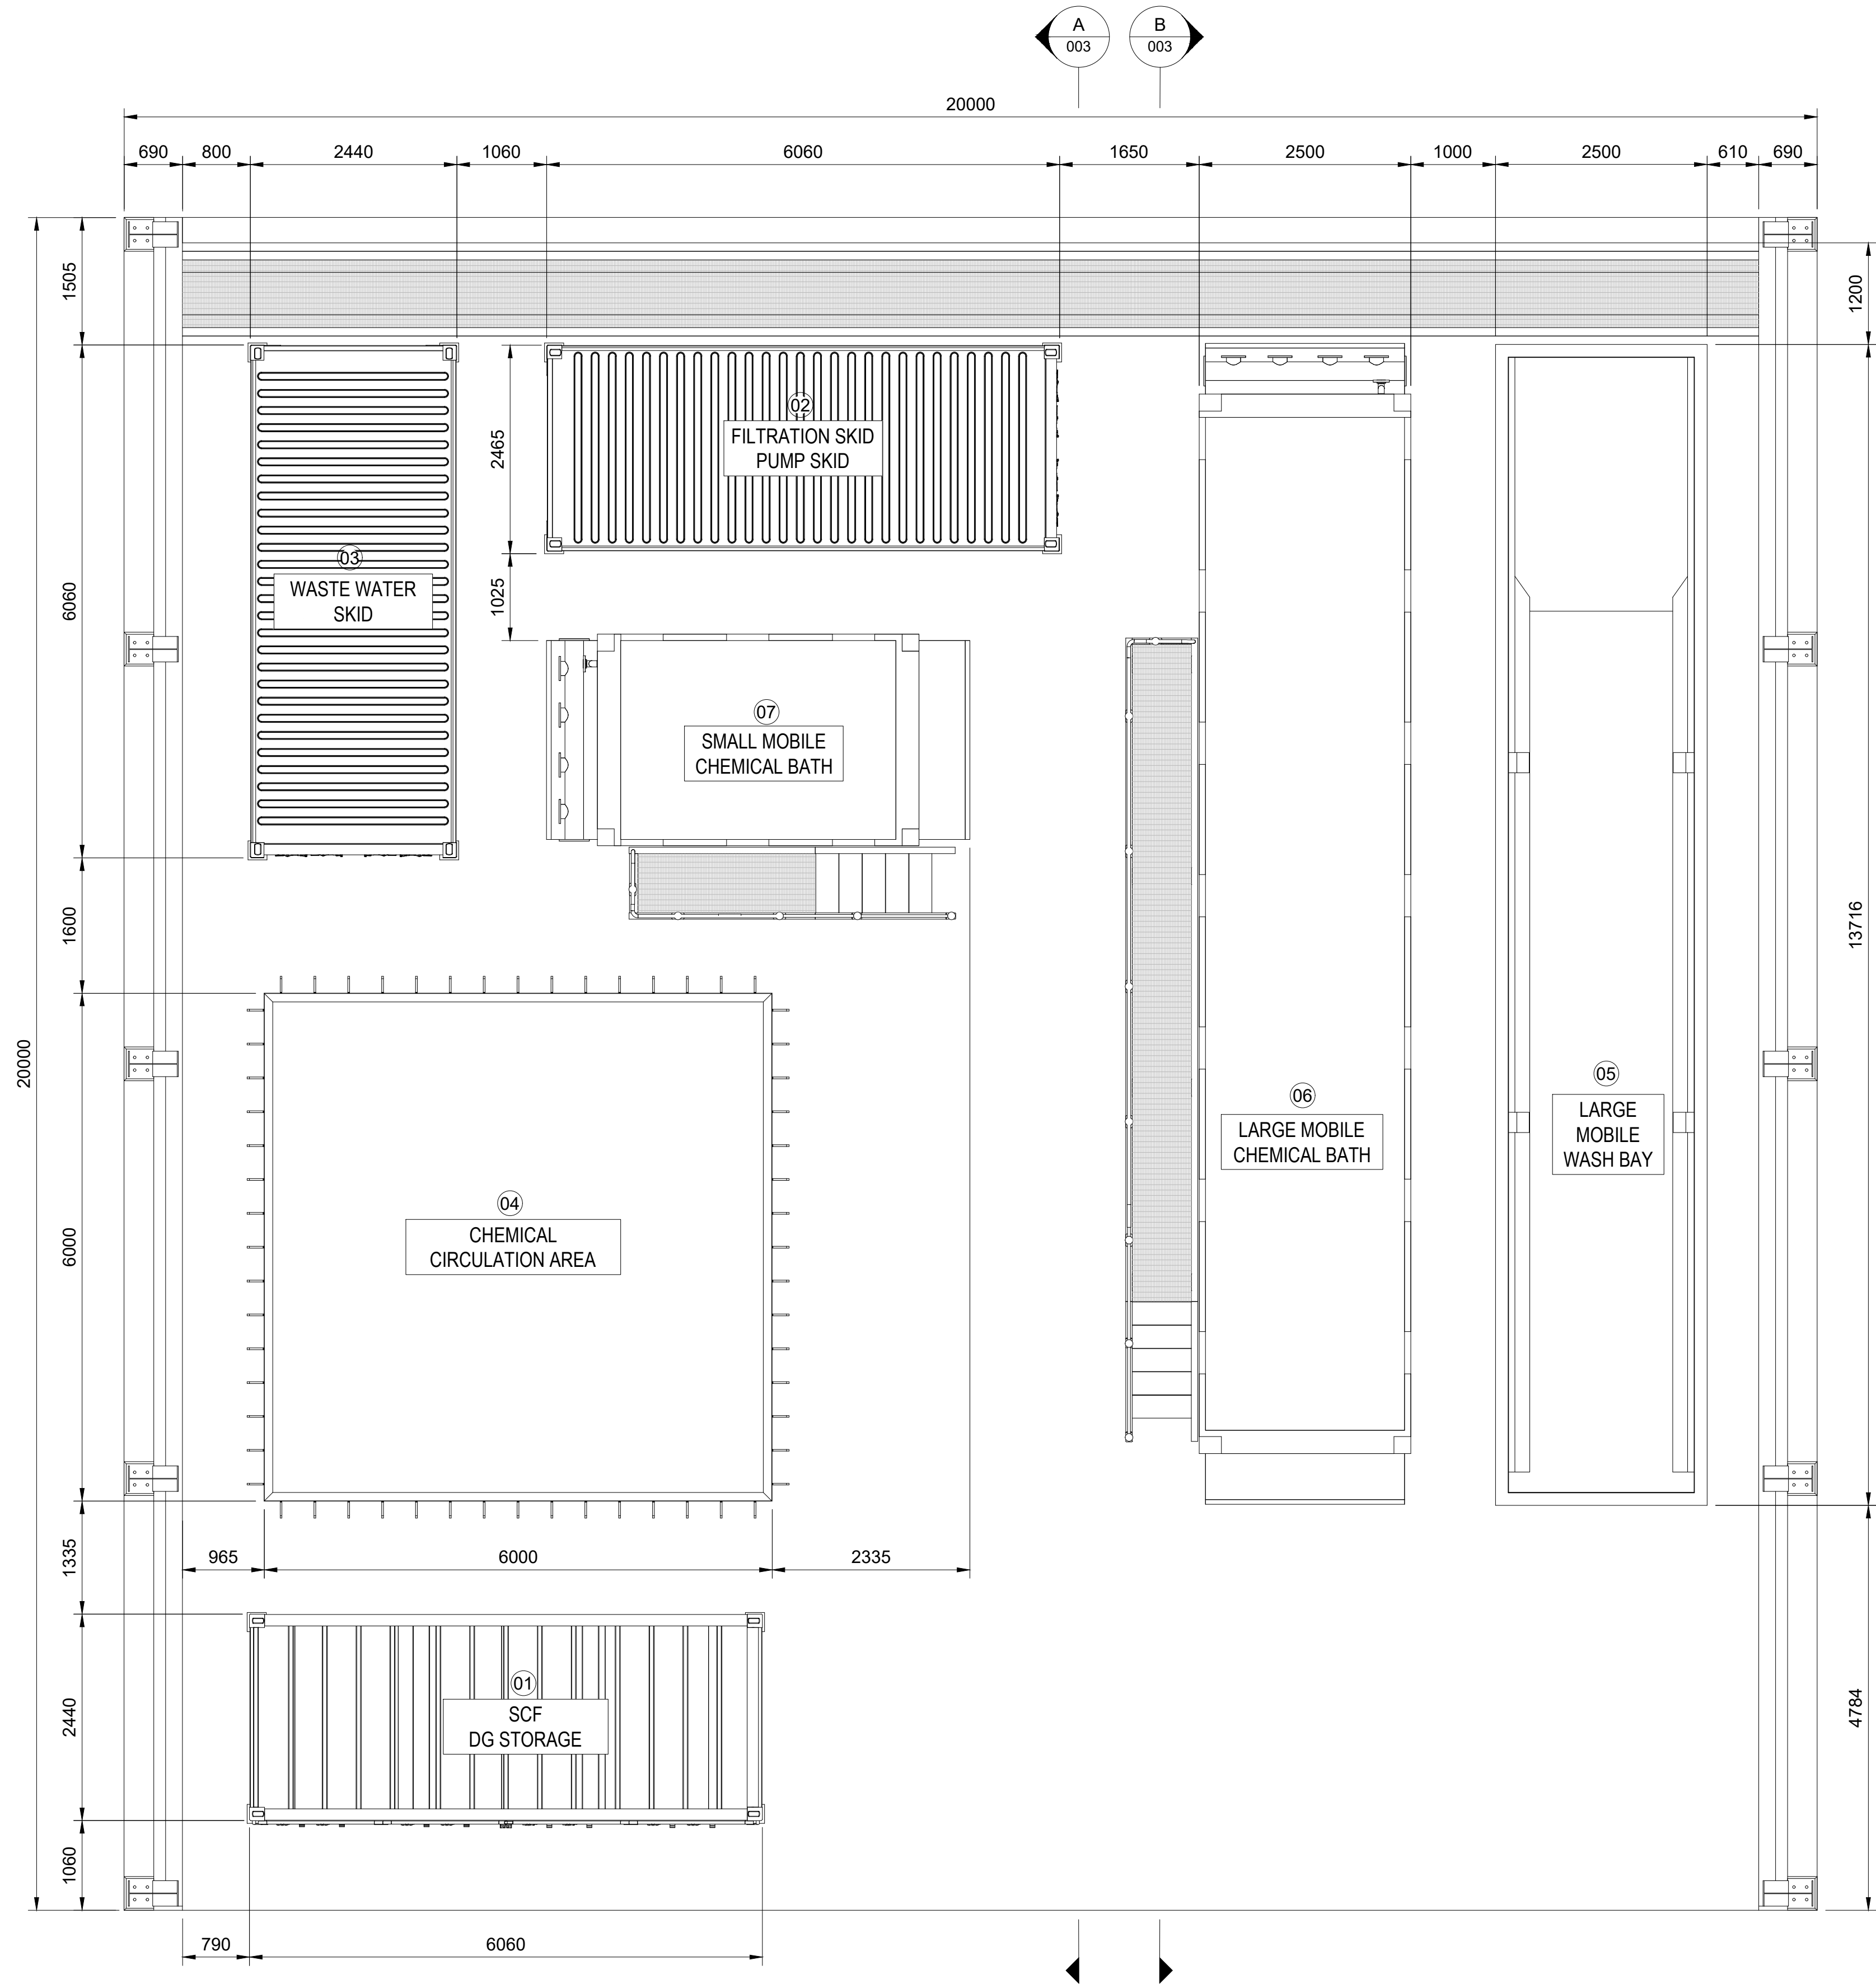 A
003
B
003
20000
690
800
2440
1060
6060
1650
2500
1000
2500
610
690
1505
1200
02
FILTRATION SKID
PUMP SKID
2465
03
WASTE WATER
SKID
6060
1025
07
SMALL MOBILE
CHEMICAL BATH
1600
13716
20000
05
LARGE
MOBILE
WASH BAY
06
LARGE MOBILE
CHEMICAL BATH
04
CHEMICAL
CIRCULATION AREA
6000
1335
965
6000
2335
01
SCF
DG STORAGE
2440
4784
1060
790
6060